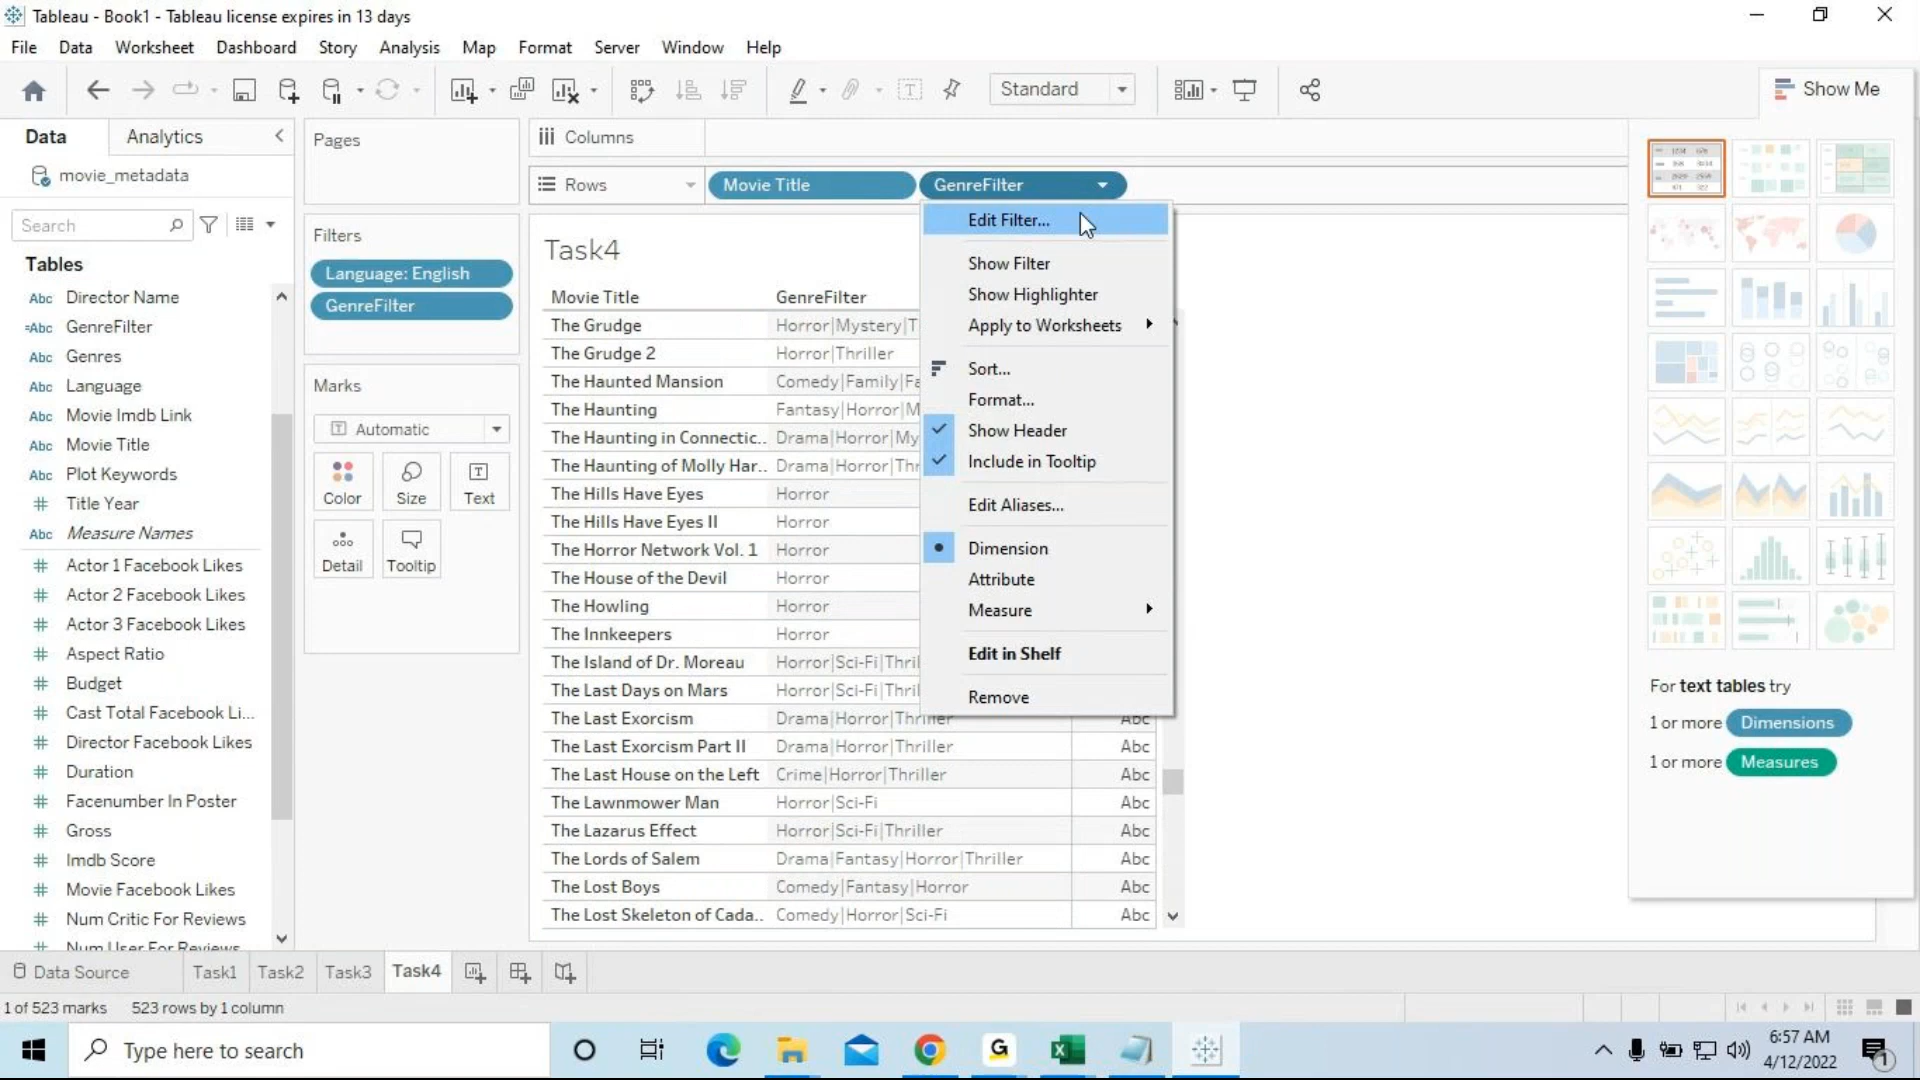 Tableau - Book1 - Tableau license expires in 13 days
File Data Worksheet Dashboard Story Analysis Map Format Server Window Help
Standard
Show Me
Data Analytics
movie_metadata
Search
Tables
Abc Director Name
=Abc GenreFilter
Abc Genres
Abc Language
Abc Movie Imdb Link
Abc Movie Title
Abc Plot Keywords
# Title Year
Abc Measure Names
# Actor 1 Facebook Likes
# Actor 2 Facebook Likes
# Actor 3 Facebook Likes
# Aspect Ratio
# Budget
# Cast Total Facebook Li...
# Director Facebook Likes
# Duration
# Facenumber In Poster
# Gross
# Imdb Score
# Movie Facebook Likes
# Num Critic For Reviews
# Num User For Reviews
Pages
Filters
Language: English
GenreFilter
Marks
Automatic
Color Size Text
Detail Tooltip
Columns
Rows Movie Title GenreFilter
Task4
Movie Title GenreFilter
The Grudge Horror|Mystery|T
The Grudge 2 Horror|Thriller
The Haunted Mansion Comedy|Family|Fa
The Haunting Fantasy|Horror|M
The Haunting in Connectic.. Drama|Horror|My
The Haunting of Molly Har.. Drama|Horror|Thr
The Hills Have Eyes Horror
The Hills Have Eyes II Horror
The Horror Network Vol. 1 Horror
The House of the Devil Horror
The Howling Horror
The Innkeepers Horror
The Island of Dr. Moreau Horror|Sci-Fi|Thril
The Last Days on Mars Horror|Sci-Fi|Thril
The Last Exorcism Drama|Horror|Thriller Abc
The Last Exorcism Part II Drama|Horror|Thriller Abc
The Last House on the Left Crime|Horror|Thriller Abc
The Lawnmower Man Horror|Sci-Fi Abc
The Lazarus Effect Horror|Sci-Fi|Thriller Abc
The Lords of Salem Drama|Fantasy|Horror|Thriller Abc
The Lost Boys Comedy|Fantasy|Horror Abc
The Lost Skeleton of Cada.. Comedy|Horror|Sci-Fi Abc
Edit Filter...
Show Filter
Show Highlighter
Apply to Worksheets
Sort...
Format...
Show Header
Include in Tooltip
Edit Aliases...
Dimension
Attribute
Measure
Edit in Shelf
Remove
For text tables try
1 or more Dimensions
1 or more Measures
Data Source Task1 Task2 Task3 Task4
1 of 523 marks 523 rows by 1 column
Type here to search
6:57 AM
4/12/2022
1